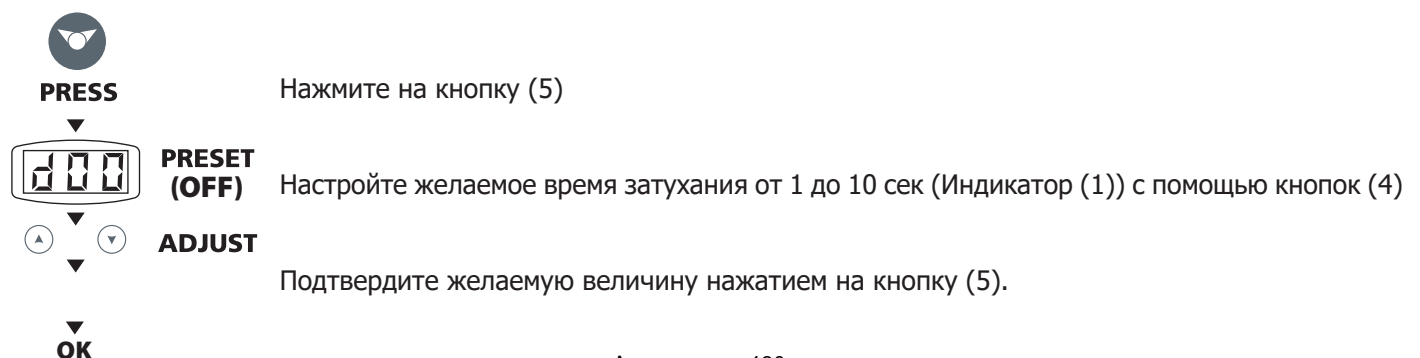 PRESS
Нажмите на кнопку (5)
d00
PRESET
(OFF)
Настройте желаемое время затухания от 1 до 10 сек (Индикатор (1)) с помощью кнопок (4)
ADJUST
Подтвердите желаемую величину нажатием на кнопку (5).
OK